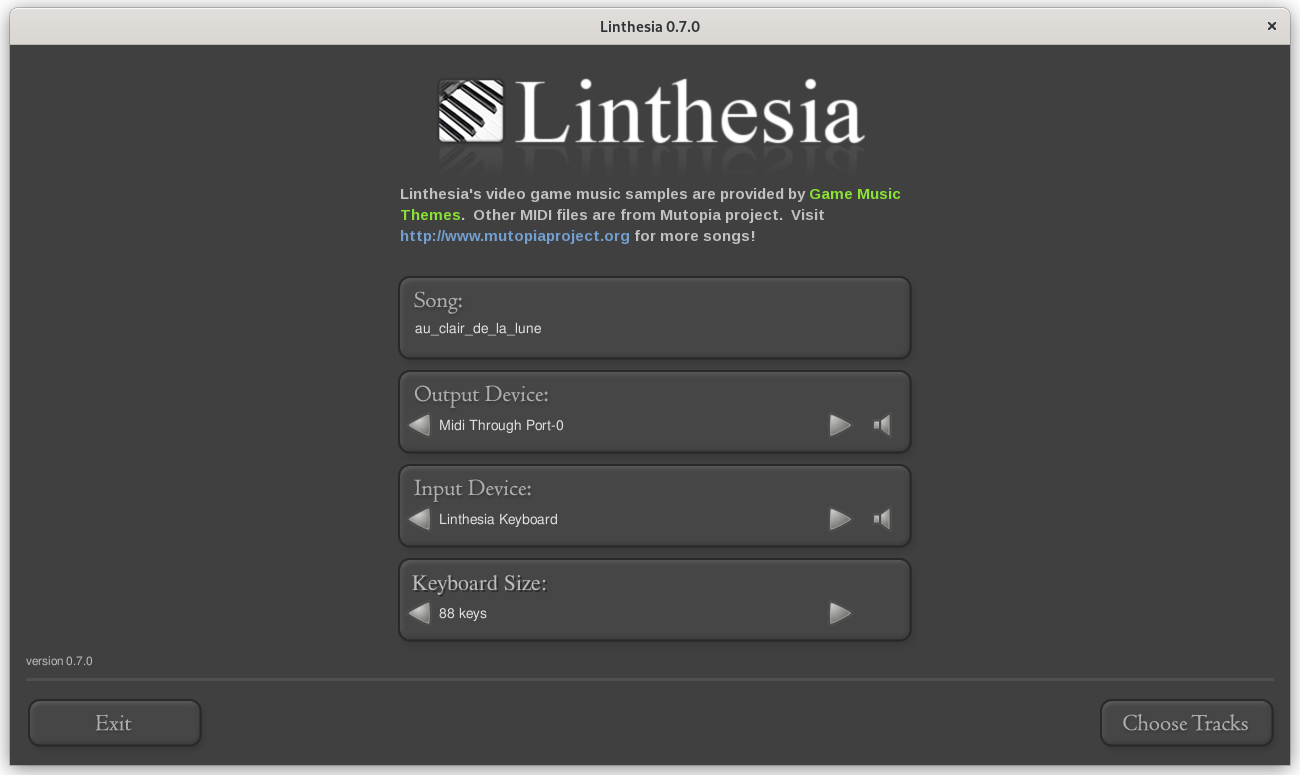 Linthesia 0.7.0
Linthesia
Linthesia's video game music samples are provided by Game Music
Themes.  Other MIDI files are from Mutopia project.  Visit
http://www.mutopiaproject.org for more songs!
Song:
au_clair_de_la_lune
Output Device:
Midi Through Port-0
Input Device:
Linthesia Keyboard
Keyboard Size:
88 keys
version 0.7.0
Exit
Choose Tracks